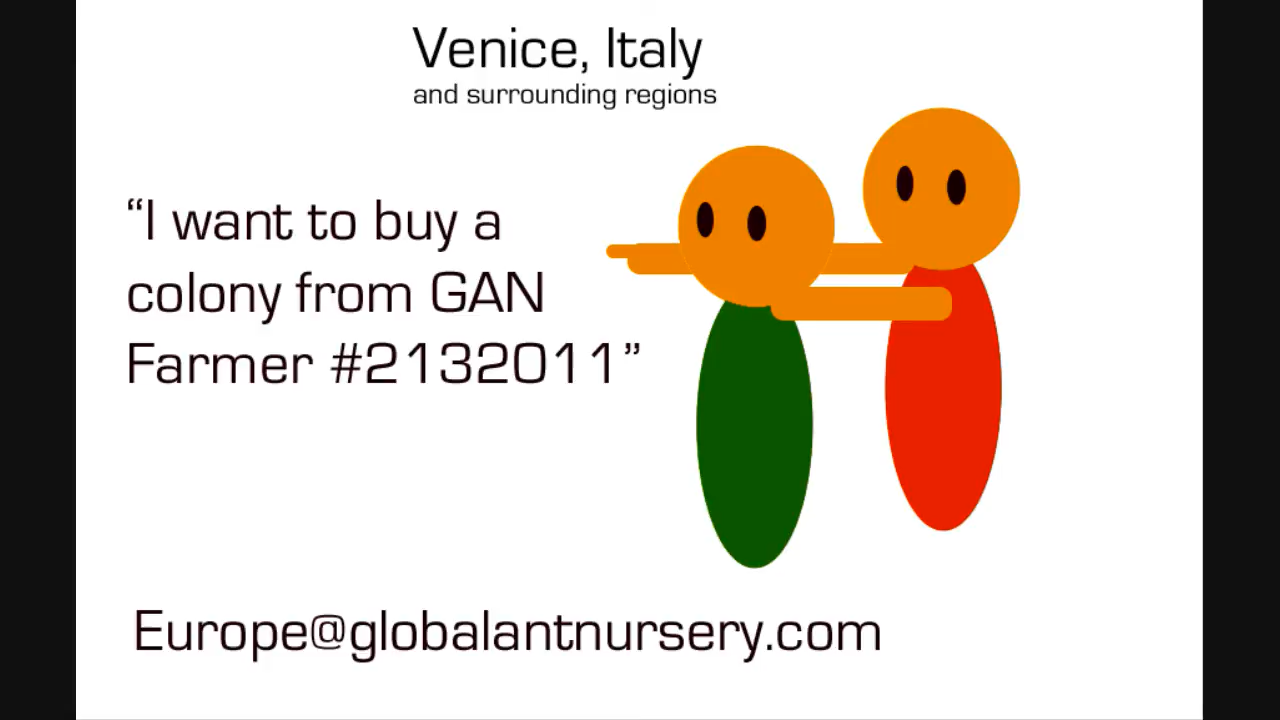 Venice, Italy
and surrounding regions
“I want to buy a
colony from GAN
Farmer #2132011”
Europe@globalantnursery.com